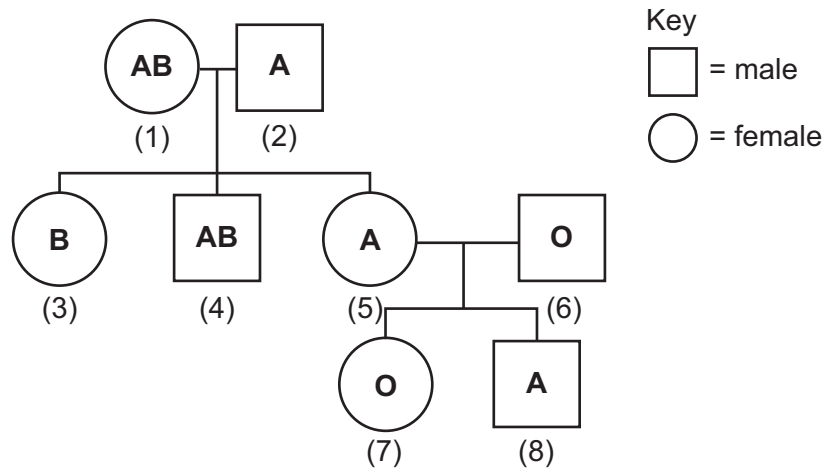 Key
= male
= female
AB
A
(1)
(2)
B
AB
A
O
(3)
(4)
(5)
(6)
O
A
(7)
(8)